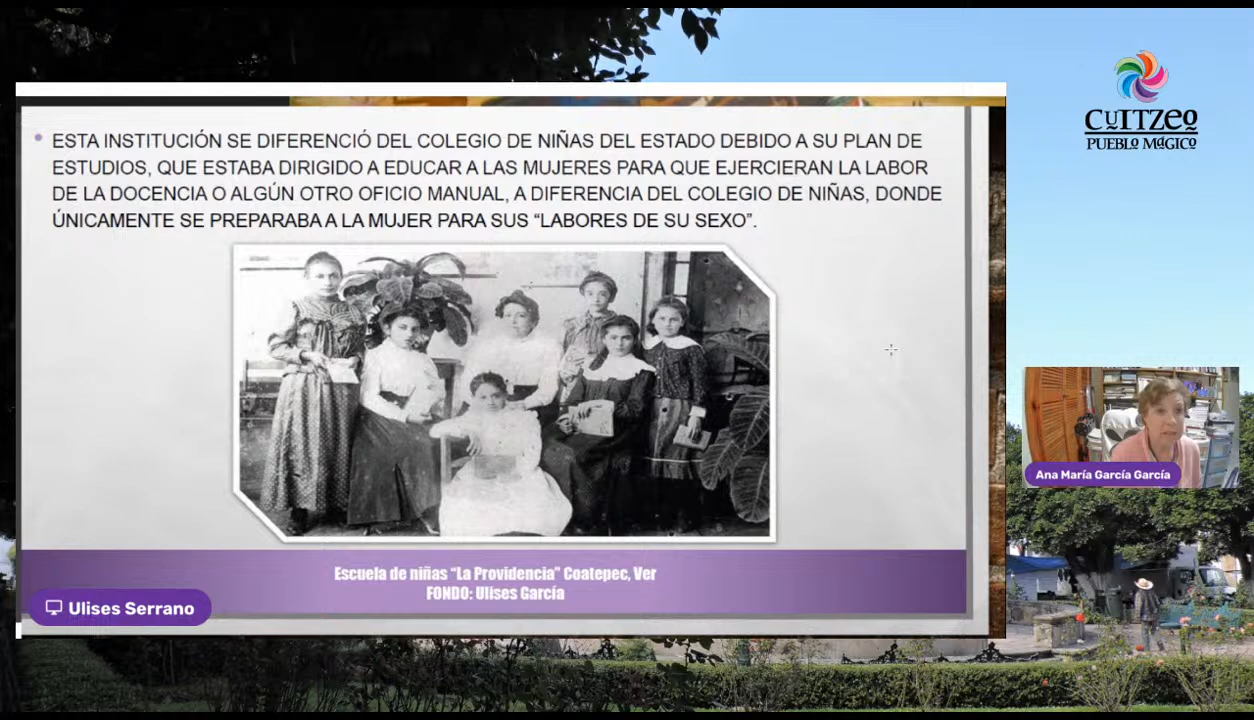 ESTA INSTITUCIÓN SE DIFERENCIÓ DEL COLEGIO DE NIÑAS DEL ESTADO DEBIDO A SU PLAN DE
ESTUDIOS, QUE ESTABA DIRIGIDO A EDUCAR A LAS MUJERES PARA QUE EJERCIERAN LA LABOR
DE LA DOCENCIA O ALGÚN OTRO OFICIO MANUAL, A DIFERENCIA DEL COLEGIO DE NIÑAS, DONDE
ÚNICAMENTE SE PREPARABA A LA MUJER PARA SUS “LABORES DE SU SEXO”.
Escuela de niñas “La Providencia” Coatepec, Ver
FONDO: Ulises García
Ulises Serrano
CUITZEO
PUEBLO MáGICO
Ana María García García